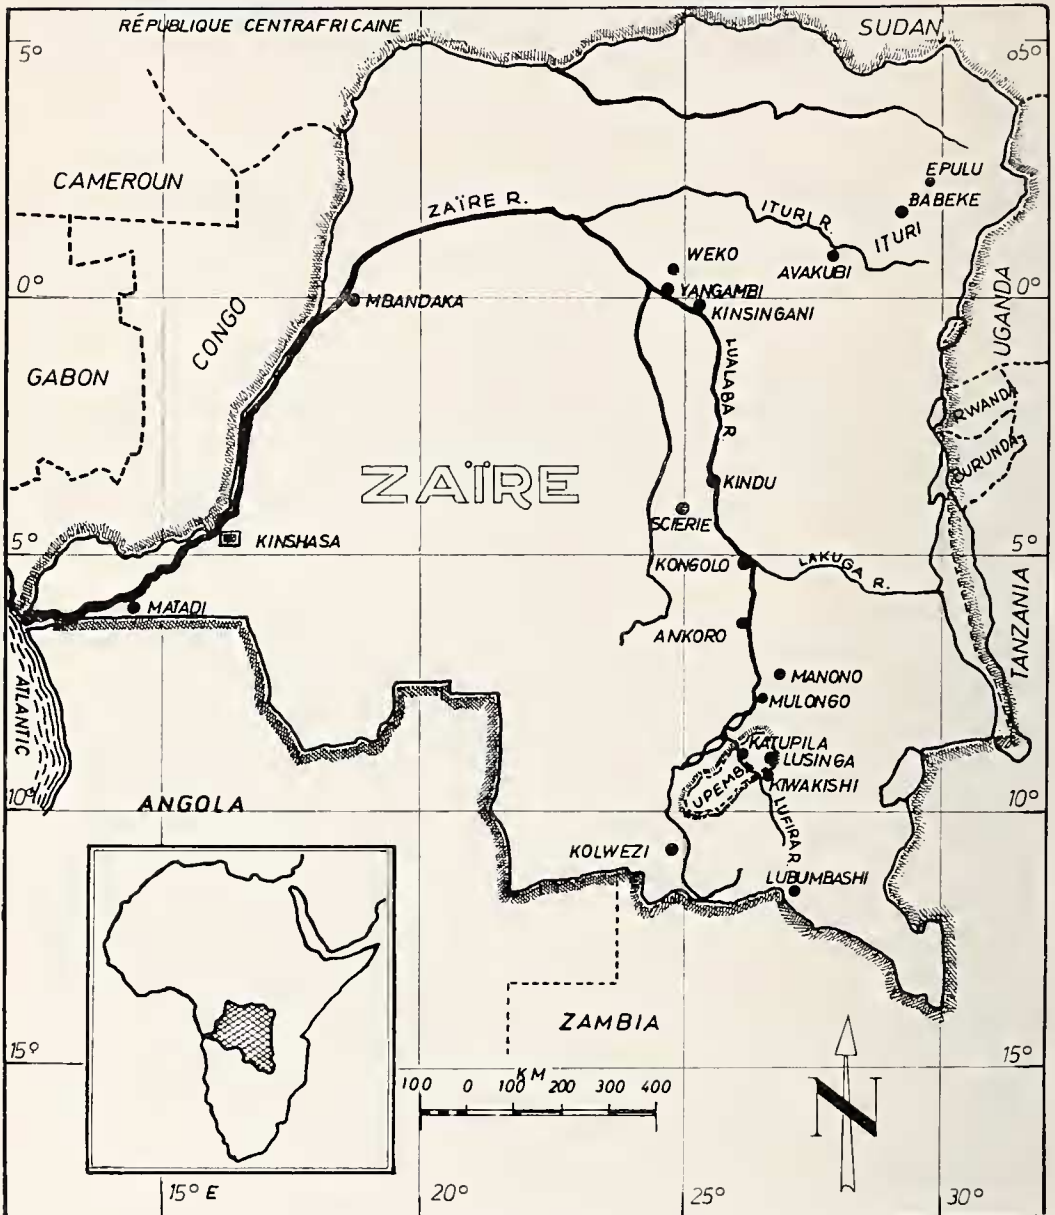 RÉPUBLIQUE CENTRAFRICAINE
SUDAN
5°
05°
CAMEROUN
EPULU
BABEKE
ZAÏRE R.
ITURI R.
ITURI
WEKO
AVAKUBI
YANGAMBI
0°
0°
MBANDAKA
KINSINGANI
CONGO
UGANDA
GABON
LUALABA R.
RWANDA
BURUNDA
ZAÏRE
KINDU
SCIERIE
KINSHASA
5°
5°
KONGOLO
LAKUGA R.
MATADI
ANKORO
TANZANIA
ATLANTIC
MANONO
MULONGO
KATUPILA
LUSINGA
KIWAKISHI
UPEMBA
ANGOLA
10°
10°
LUFIRA R.
KOLWEZI
LUBUMBASHI
ZAMBIA
15°
15°
KM
100 0 100 200 300 400
N
15° E
20°
25°
30°